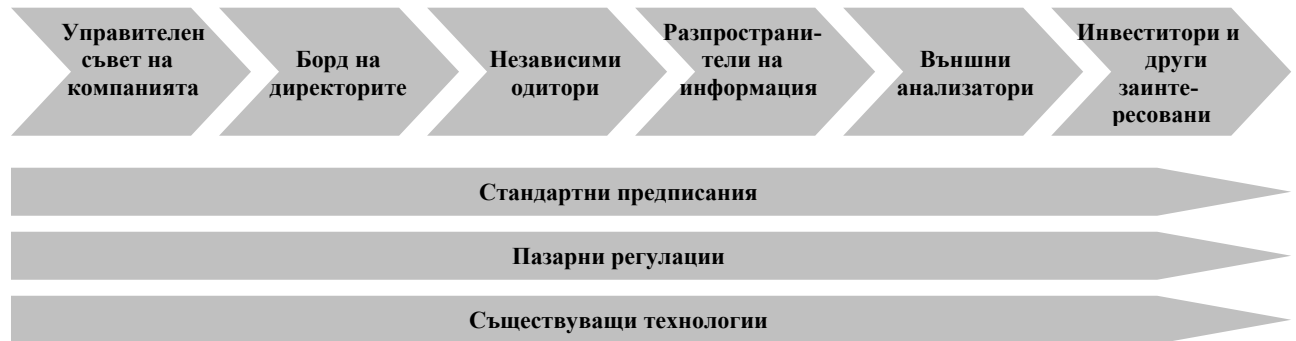 Управителен
съвет на
компанията
Борд на
директорите
Независими
одитори
Разпространи-
тели на
информация
Външни
анализатори
Инвеститори и
други
заинте-
ресовани
Стандартни предписания
Пазарни регулации
Съществуващи технологии